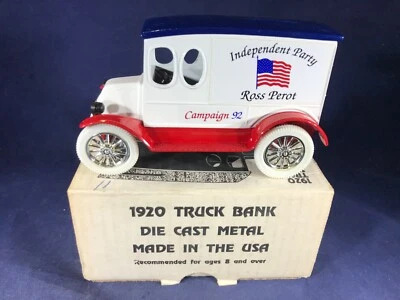 Independent Party
Ross Perot
Campaign 92
1920 TRUCK BANK
DIE CAST METAL
MADE IN THE USA
Recommended for ages 8 and over
1920